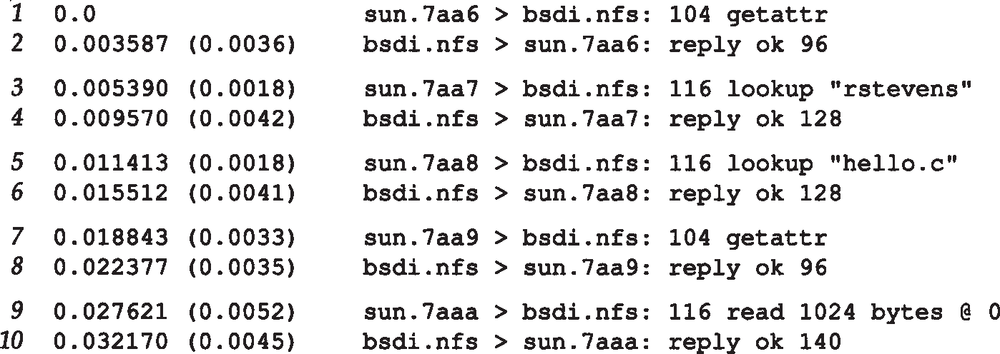 1 0.0 sun.7aa6 > bsdi.nfs: 104 getattr
2 0.003587 (0.0036) bsdi.nfs > sun.7aa6: reply ok 96
3 0.005390 (0.0018) sun.7aa7 > bsdi.nfs: 116 lookup "rstevens"
4 0.009570 (0.0042) bsdi.nfs > sun.7aa7: reply ok 128
5 0.011413 (0.0018) sun.7aa8 > bsdi.nfs: 116 lookup "hello.c"
6 0.015512 (0.0041) bsdi.nfs > sun.7aa8: reply ok 128
7 0.018843 (0.0033) sun.7aa9 > bsdi.nfs: 104 getattr
8 0.022377 (0.0035) bsdi.nfs > sun.7aa9: reply ok 96
9 0.027621 (0.0052) sun.7aaa > bsdi.nfs: 116 read 1024 bytes @ 0
10 0.032170 (0.0045) bsdi.nfs > sun.7aaa: reply ok 140